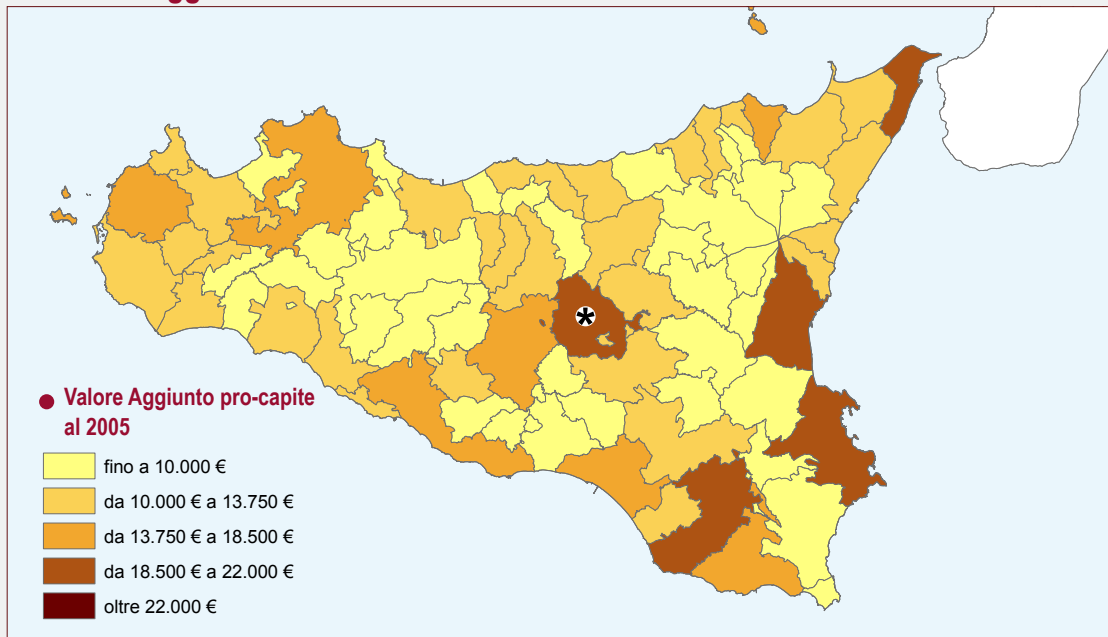 Valore Aggiunto pro-capite
al 2005
fino a 10.000 €
da 10.000 € a 13.750 €
da 13.750 € a 18.500 €
da 18.500 € a 22.000 €
oltre 22.000 €